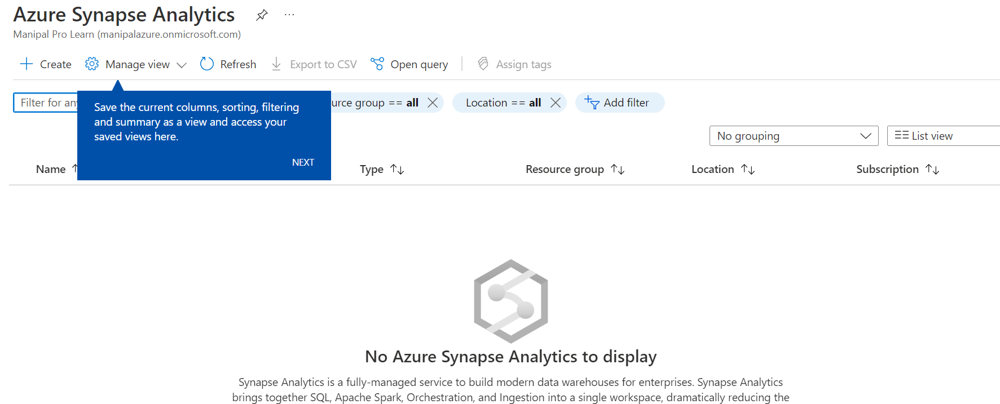 Azure Synapse Analytics ...
Manipal Pro Learn (manipalazure.onmicrosoft.com)
Create Manage view Refresh Export to CSV Open query Assign tags
Filter for any urce group == all Location == all Add filter
Save the current columns, sorting, filtering
and summary as a view and access your
saved views here.
NEXT
No grouping List view
Name Type Resource group Location Subscription
No Azure Synapse Analytics to display
Synapse Analytics is a fully-managed service to build modern data warehouses for enterprises. Synapse Analytics
brings together SQL, Apache Spark, Orchestration, and Ingestion into a single workspace, dramatically reducing the